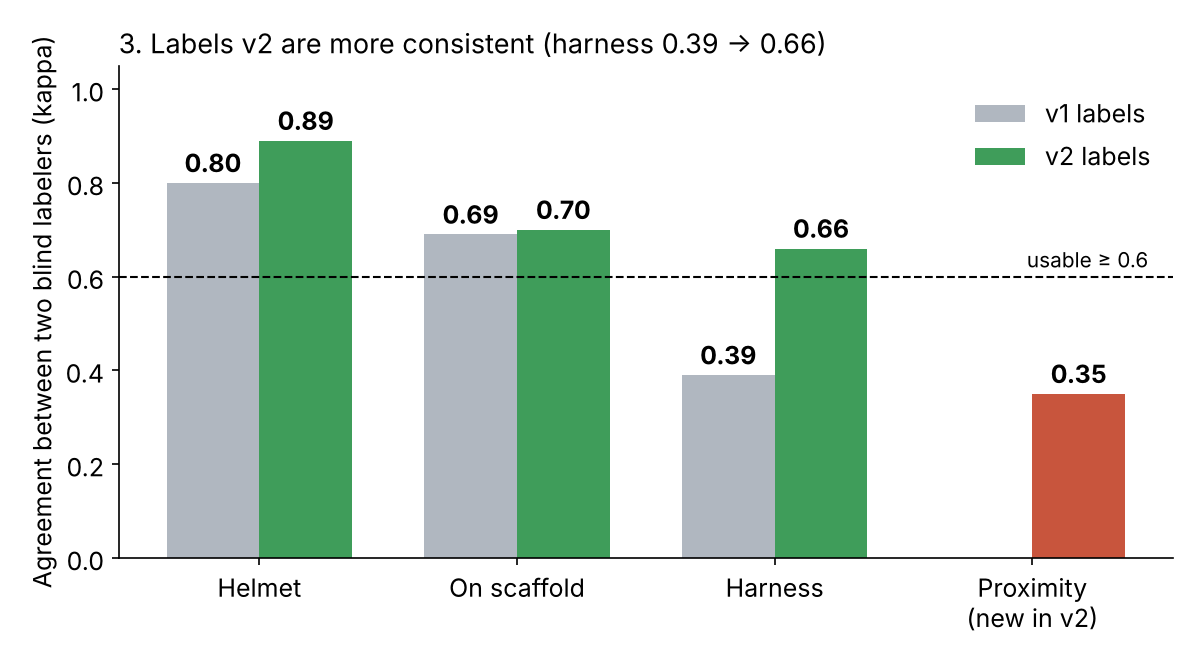 3. Labels v2 are more consistent (harness 0.39 → 0.66)
Agreement between two blind labelers (kappa)
1.0
0.8
0.6
0.4
0.2
0.0
v1 labels
v2 labels
usable ≥ 0.6
0.80
0.89
0.69
0.70
0.39
0.66
0.35
Helmet
On scaffold
Harness
Proximity
(new in v2)